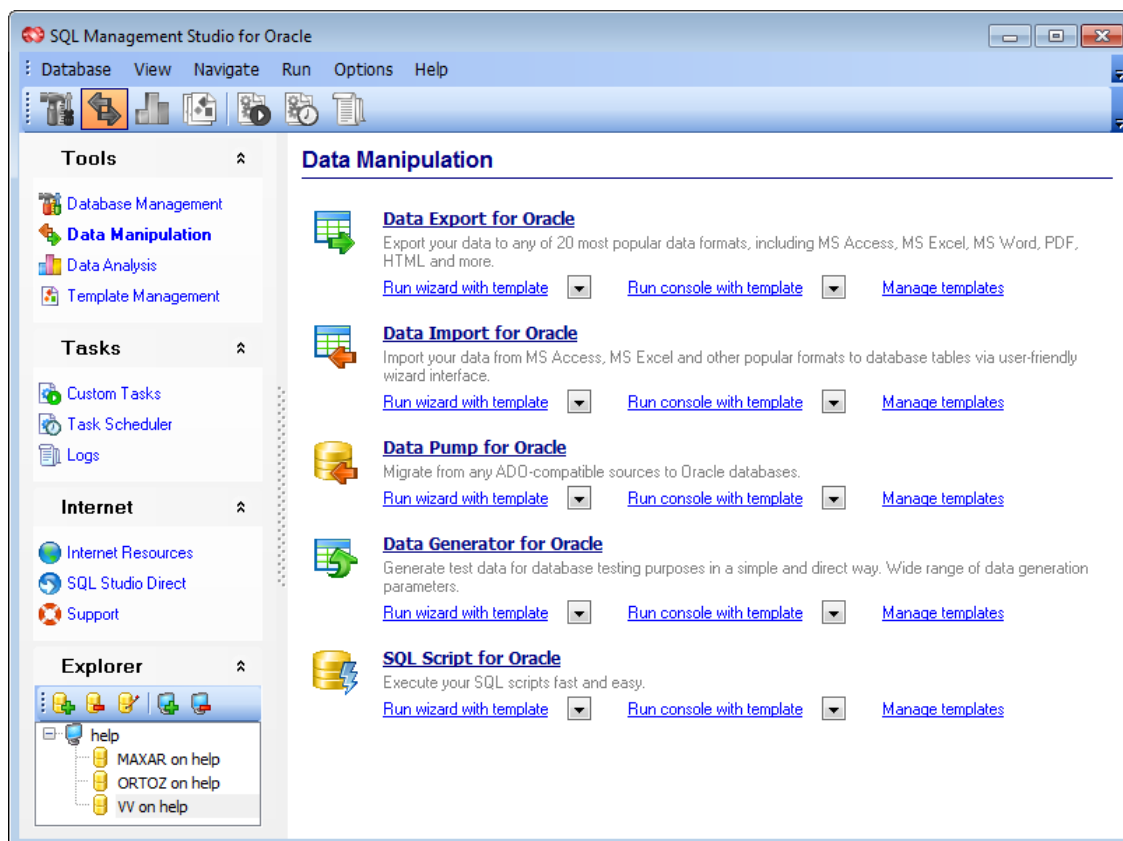 SQL Management Studio for Oracle
Database View Navigate Run Options Help
Tools
Database Management
Data Manipulation
Data Analysis
Template Management
Tasks
Custom Tasks
Task Scheduler
Logs
Internet
Internet Resources
SQL Studio Direct
Support
Explorer
help
MAXAR on help
ORTOZ on help
VV on help
Data Manipulation
Data Export for Oracle
Export your data to any of 20 most popular data formats, including MS Access, MS Excel, MS Word, PDF,
HTML and more.
Run wizard with template Run console with template Manage templates
Data Import for Oracle
Import your data from MS Access, MS Excel and other popular formats to database tables via user-friendly
wizard interface.
Run wizard with template Run console with template Manage templates
Data Pump for Oracle
Migrate from any ADO-compatible sources to Oracle databases.
Run wizard with template Run console with template Manage templates
Data Generator for Oracle
Generate test data for database testing purposes in a simple and direct way. Wide range of data generation
parameters.
Run wizard with template Run console with template Manage templates
SQL Script for Oracle
Execute your SQL scripts fast and easy.
Run wizard with template Run console with template Manage templates